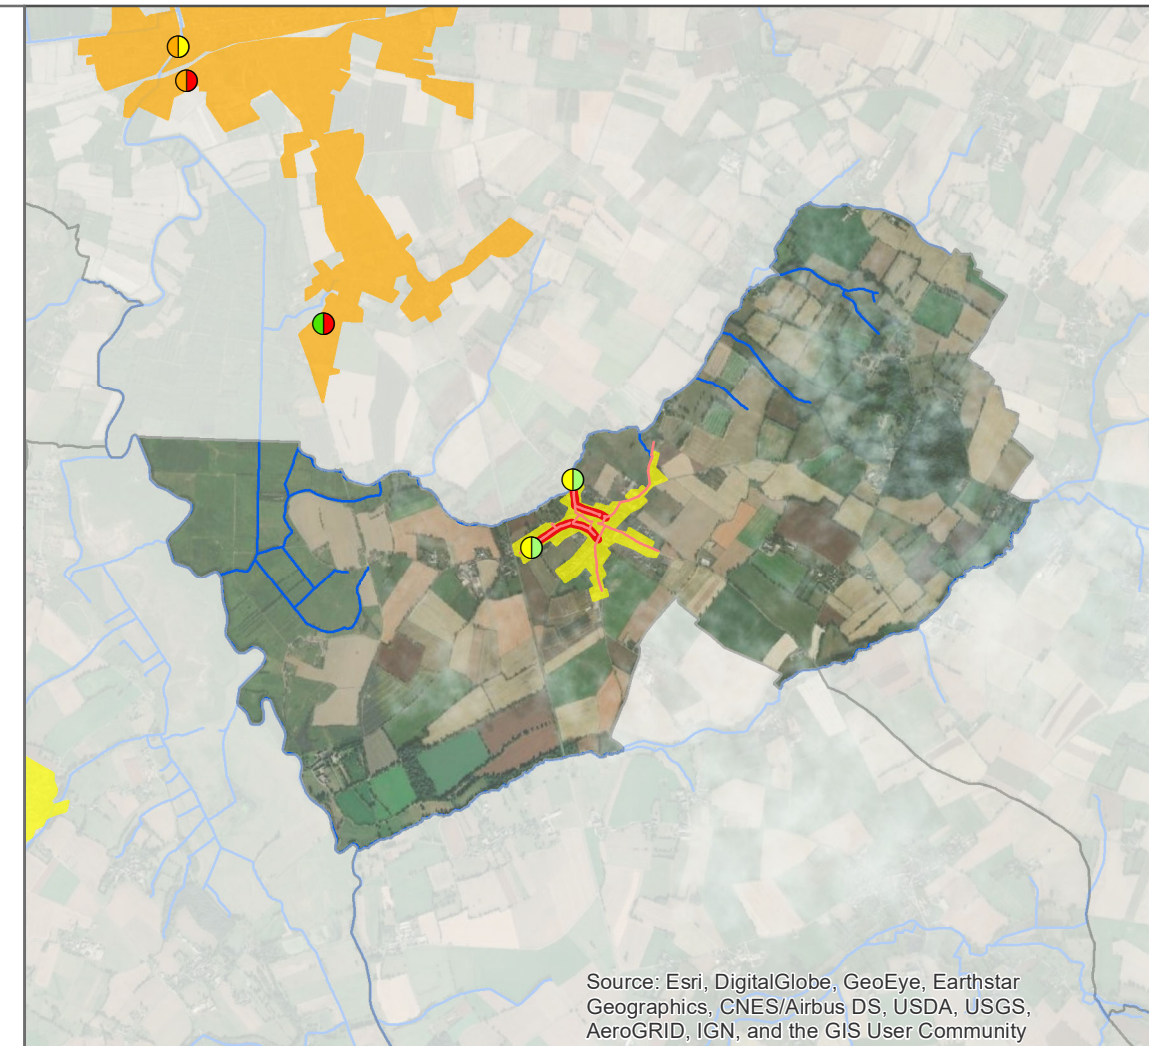 Source: Esri, DigitalGlobe, GeoEye, Earthstar
Geographics, CNES/Airbus DS, USDA, USGS,
AeroGRID, IGN, and the GIS User Community